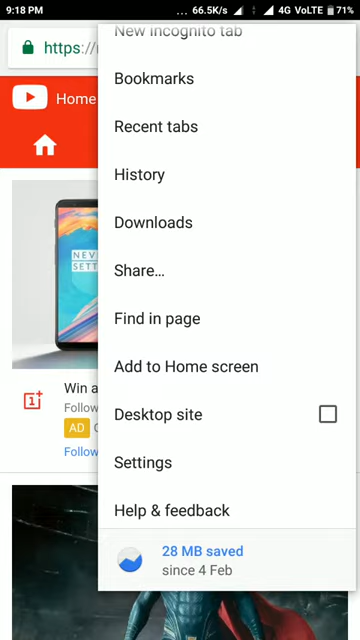 9:18 PM ... 66.5K/s 4G VoLTE 71%
https://
New incognito tab
Bookmarks
Home
Recent tabs
History
Downloads
Share...
Find in page
Add to Home screen
Win a
Follow
Desktop site
AD
Follow
Settings
Help & feedback
28 MB saved
since 4 Feb